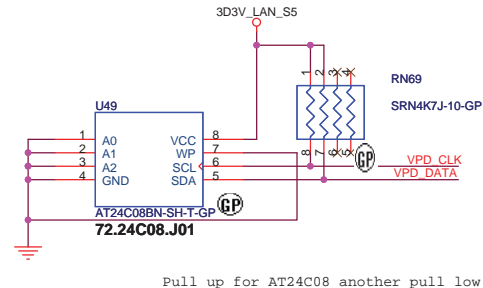 3D3V_LAN_S5
1 2 3 4
RN69
SRN4K7J-10-GP
8 7 6 5
GP
U49
1 A0 VCC 8
2 A1 WP 7
3 A2 SCL 6
4 GND SDA 5
VPD_CLK
VPD_DATA
AT24C08BN-SH-T-GP GP
72.24C08.J01
Pull up for AT24C08 another pull low